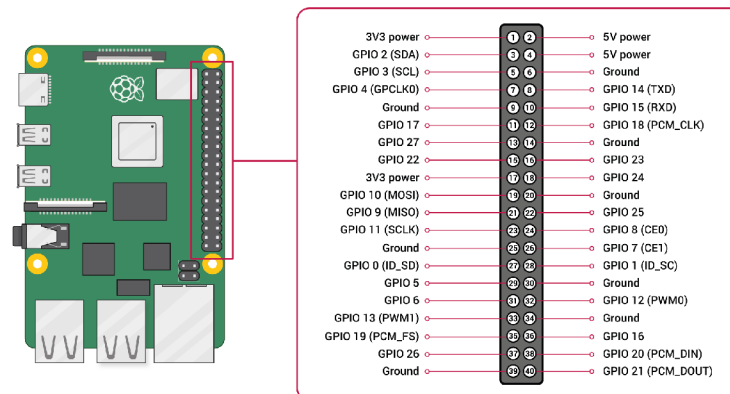 3V3 power 1 2 5V power
GPIO 2 (SDA) 3 4 5V power
GPIO 3 (SCL) 5 6 Ground
GPIO 4 (GPCLK0) 7 8 GPIO 14 (TXD)
Ground 9 10 GPIO 15 (RXD)
GPIO 17 11 12 GPIO 18 (PCM_CLK)
GPIO 27 13 14 Ground
GPIO 22 15 16 GPIO 23
3V3 power 17 18 GPIO 24
GPIO 10 (MOSI) 19 20 Ground
GPIO 9 (MISO) 21 22 GPIO 25
GPIO 11 (SCLK) 23 24 GPIO 8 (CE0)
Ground 25 26 GPIO 7 (CE1)
GPIO 0 (ID_SD) 27 28 GPIO 1 (ID_SC)
GPIO 5 29 30 Ground
GPIO 6 31 32 GPIO 12 (PWM0)
GPIO 13 (PWM1) 33 34 Ground
GPIO 19 (PCM_FS) 35 36 GPIO 16
GPIO 26 37 38 GPIO 20 (PCM_DIN)
Ground 39 40 GPIO 21 (PCM_DOUT)